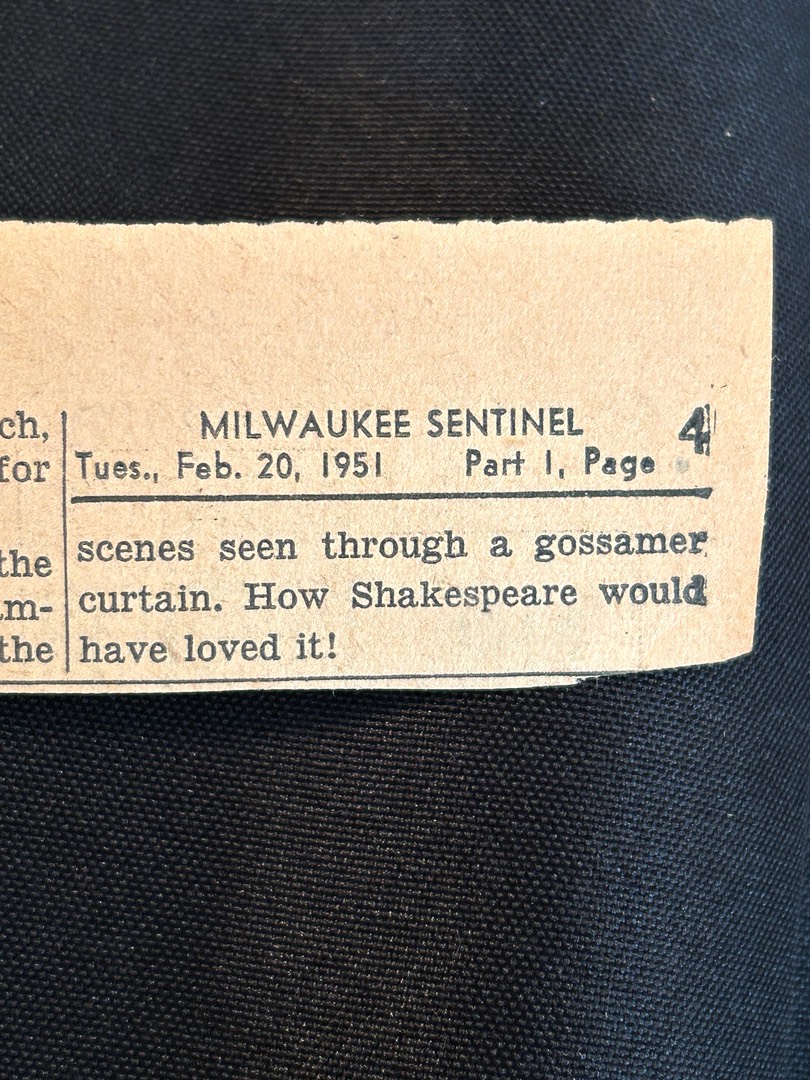 ch,
for
the
am-
the
MILWAUKEE SENTINEL 4
Tues., Feb. 20, 1951 Part 1, Page
scenes seen through a gossamer
curtain. How Shakespeare would
have loved it!